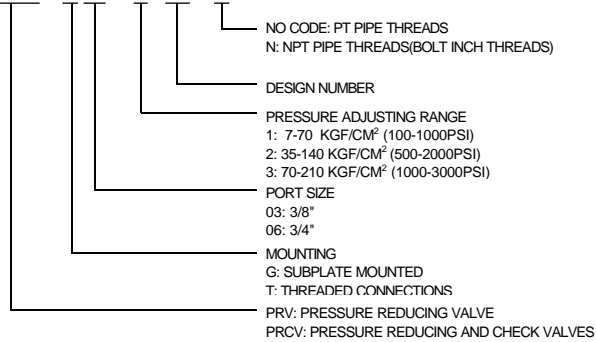 NO CODE: PT PIPE THREADS
N: NPT PIPE THREADS(BOLT INCH THREADS)
DESIGN NUMBER
PRESSURE ADJUSTING RANGE
1: 7-70 KGF/CM² (100-1000PSI)
2: 35-140 KGF/CM² (500-2000PSI)
3: 70-210 KGF/CM² (1000-3000PSI)
PORT SIZE
03: 3/8"
06: 3/4"
MOUNTING
G: SUBPLATE MOUNTED
T: THREADED CONNECTIONS
PRV: PRESSURE REDUCING VALVE
PRCV: PRESSURE REDUCING AND CHECK VALVES